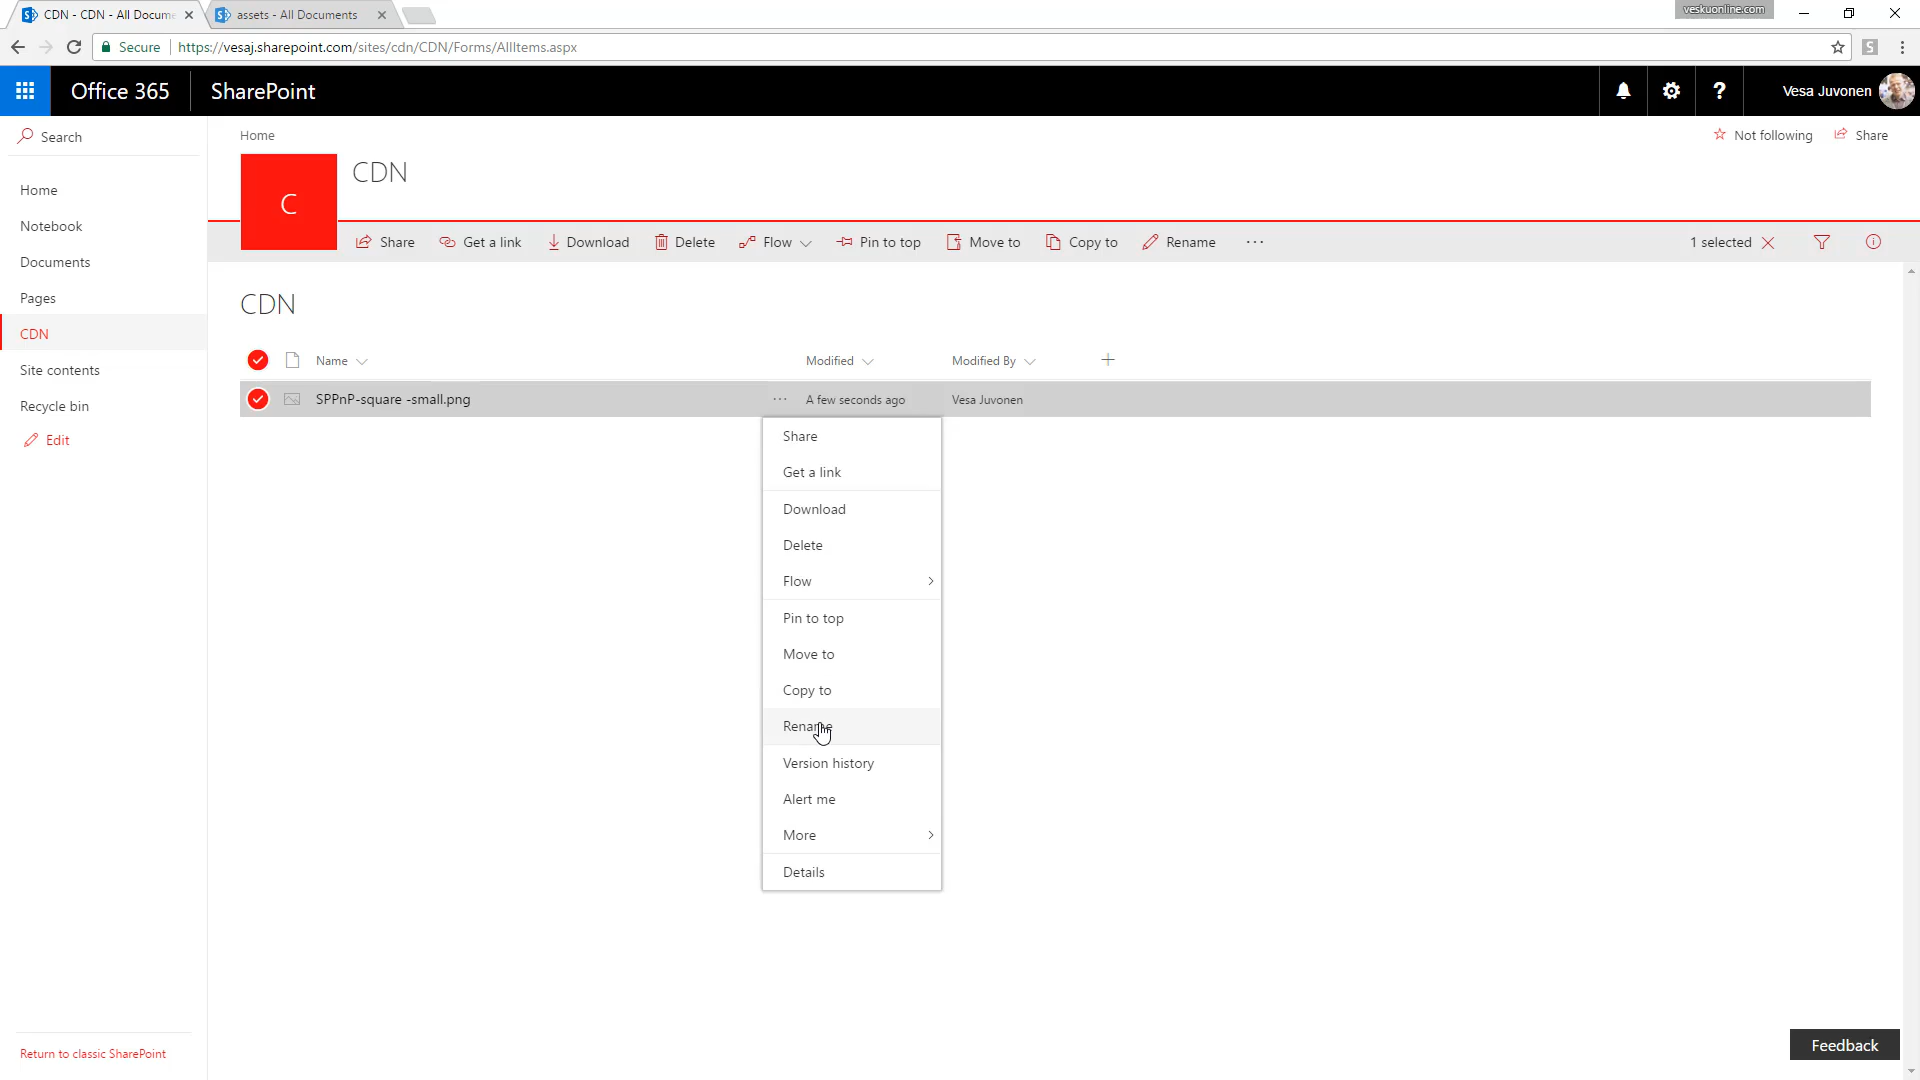 CDN - CDN - All Docume
assets - All Documents
veskuonline.com
Secure
https://vesaj.sharepoint.com/sites/cdn/CDN/Forms/AllItems.aspx
S
Office 365
SharePoint
?
Vesa Juvonen
Search
Home
Not following
Share
C
CDN
Share
Get a link
Download
Delete
Flow
Pin to top
Move to
Copy to
Rename
...
1 selected
Home
Notebook
Documents
Pages
CDN
Site contents
Recycle bin
Edit
CDN
Name
Modified
Modified By
SPPnP-square -small.png
...
A few seconds ago
Vesa Juvonen
Share
Get a link
Download
Delete
Flow
Pin to top
Move to
Copy to
Rename
Version history
Alert me
More
Details
Return to classic SharePoint
Feedback